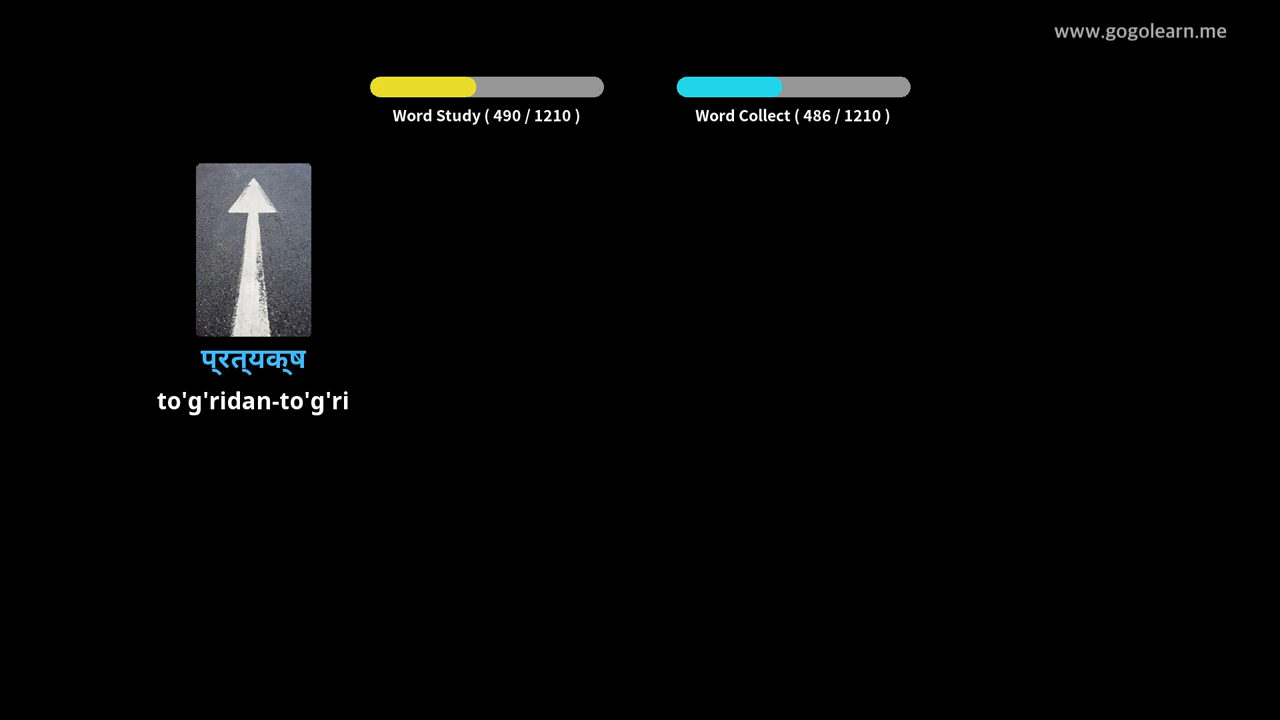 www.gogolearn.me
Word Study ( 490 / 1210 )
Word Collect ( 486 / 1210 )
प्रत्यक्ष
to'g'ridan-to'g'ri